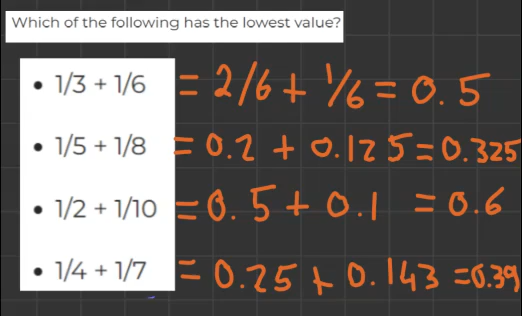 Which of the following has the lowest value?
• 1/3 + 1/6 = 2/6 + 1/6 = 0.5
• 1/5 + 1/8 = 0.2 + 0.125 = 0.325
• 1/2 + 1/10 = 0.5 + 0.1 = 0.6
• 1/4 + 1/7 = 0.25 + 0.143 = 0.39